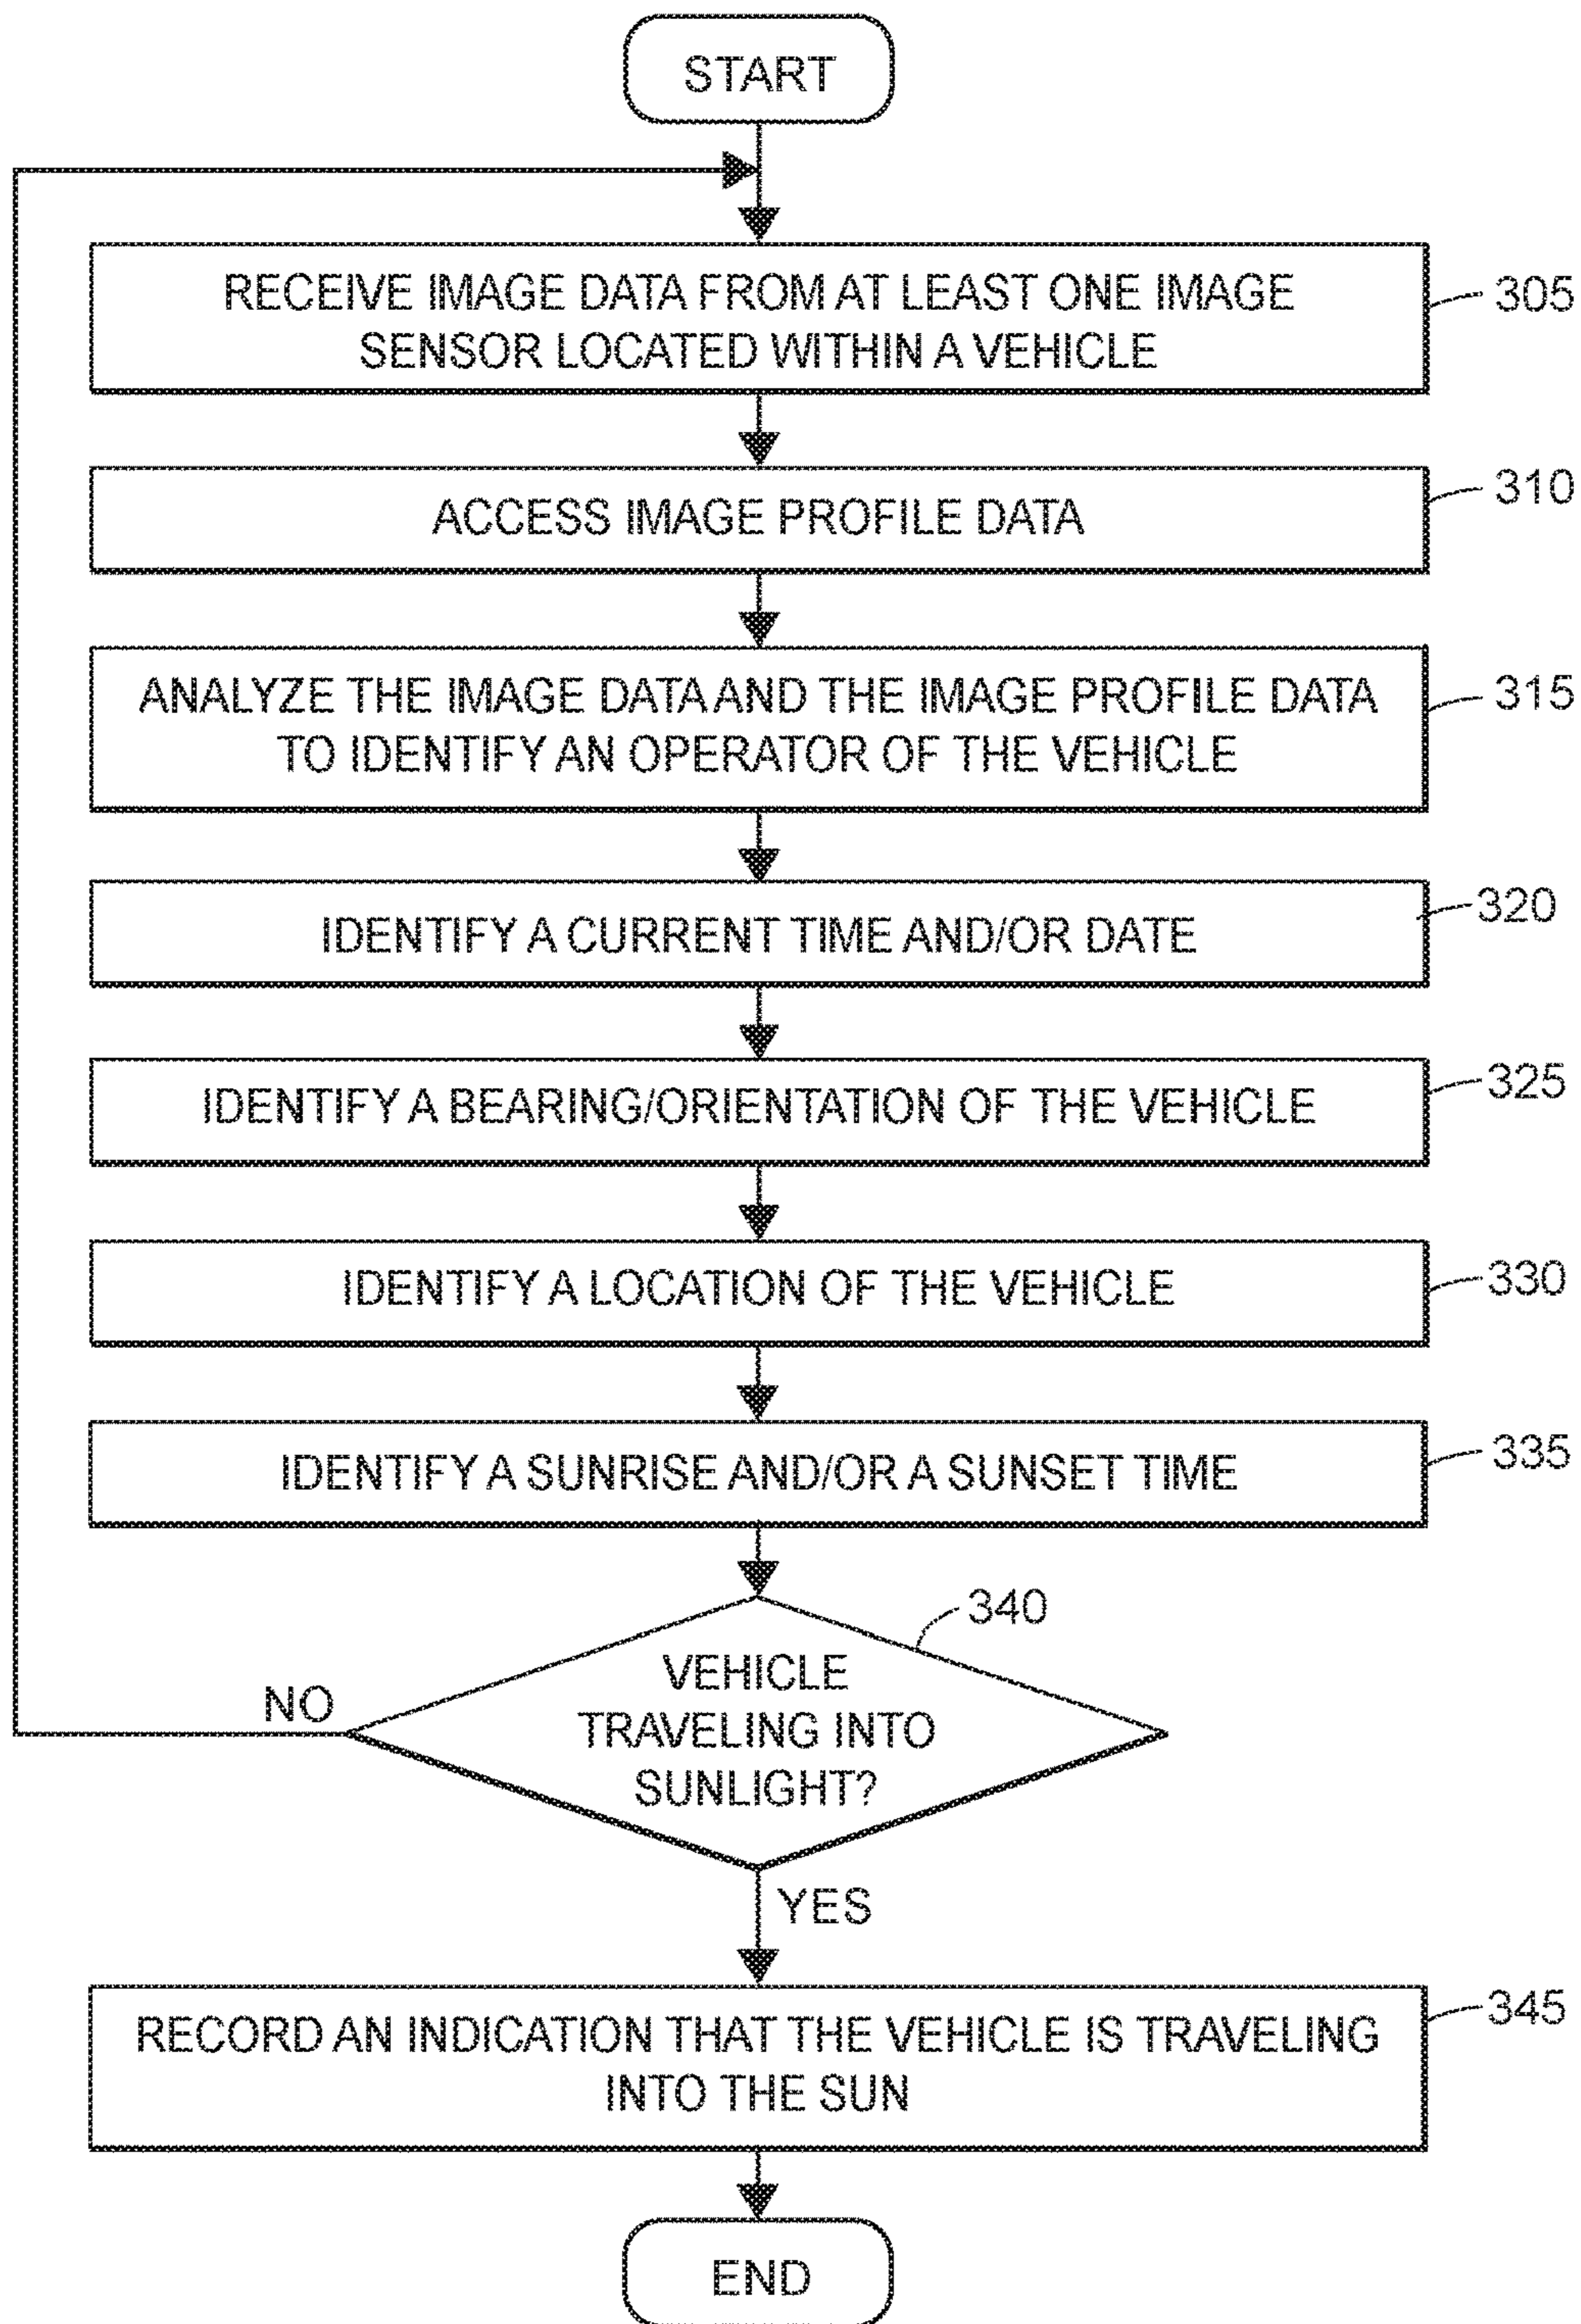 START
RECEIVE IMAGE DATA FROM AT LEAST ONE IMAGE
SENSOR LOCATED WITHIN A VEHICLE
305
ACCESS IMAGE PROFILE DATA
310
ANALYZE THE IMAGE DATA AND THE IMAGE PROFILE DATA
TO IDENTIFY AN OPERATOR OF THE VEHICLE
315
IDENTIFY A CURRENT TIME AND/OR DATE
320
IDENTIFY A BEARING/ORIENTATION OF THE VEHICLE
325
IDENTIFY A LOCATION OF THE VEHICLE
330
IDENTIFY A SUNRISE AND/OR A SUNSET TIME
335
340
VEHICLE
TRAVELING INTO
SUNLIGHT?
NO
YES
RECORD AN INDICATION THAT THE VEHICLE IS TRAVELING
INTO THE SUN
345
END